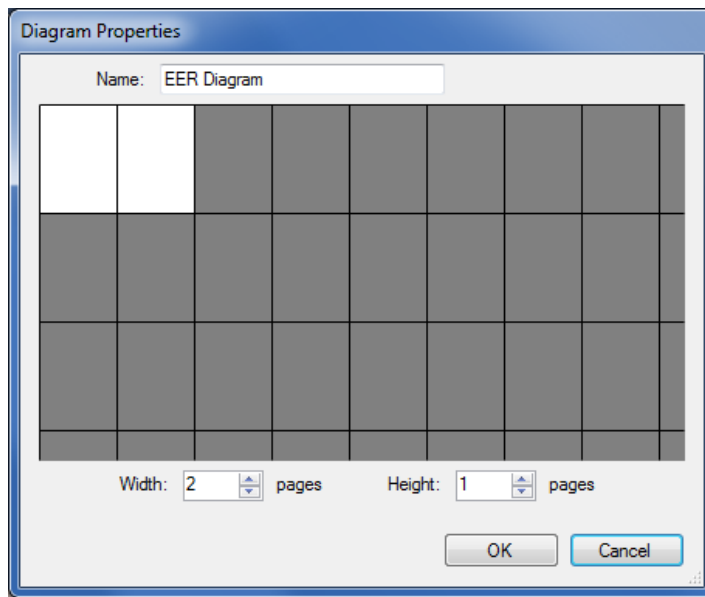 Diagram Properties
Name: EER Diagram
Width: 2 pages Height: 1 pages
OK Cancel